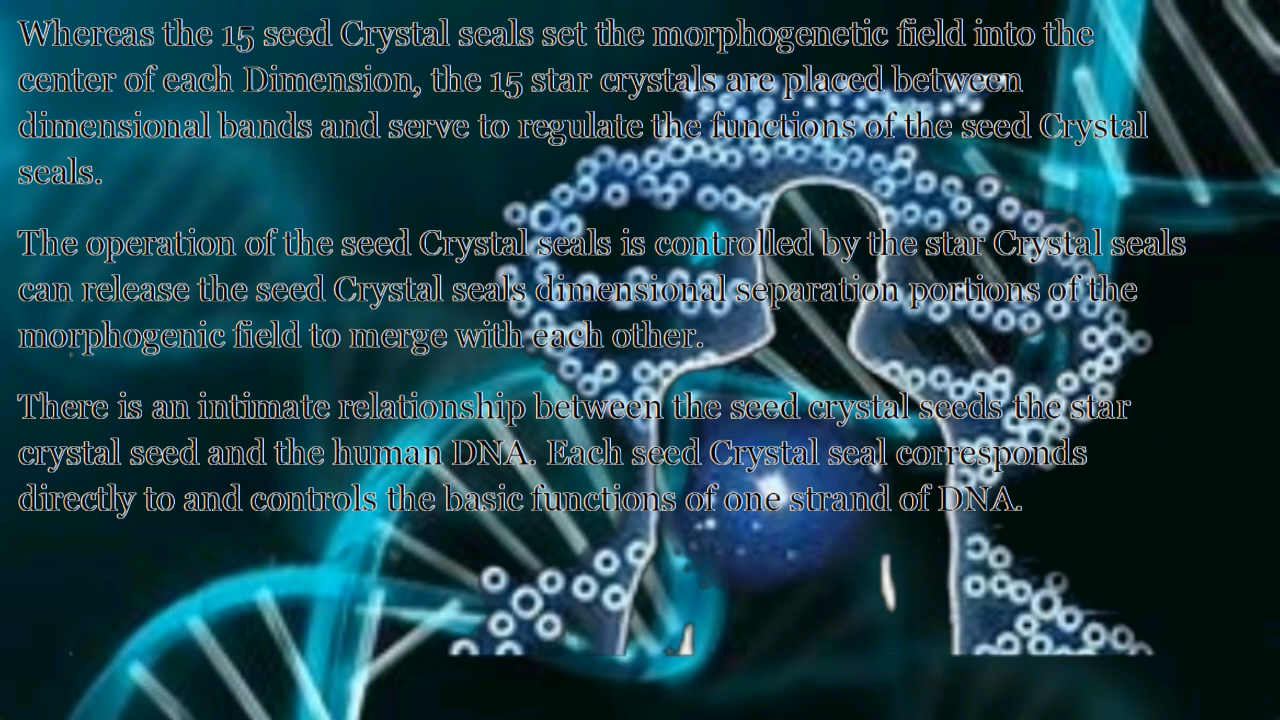 Whereas the 15 seed Crystal seals set the morphogenetic field into the
center of each Dimension, the 15 star crystals are placed between
dimensional bands and serve to regulate the functions of the seed Crystal
seals.
The operation of the seed Crystal seals is controlled by the star Crystal seals
can release the seed Crystal seals dimensional separation portions of the
morphogenic field to merge with each other.
There is an intimate relationship between the seed crystal seeds the star
crystal seed and the human DNA. Each seed Crystal seal corresponds
directly to and controls the basic functions of one strand of DNA.